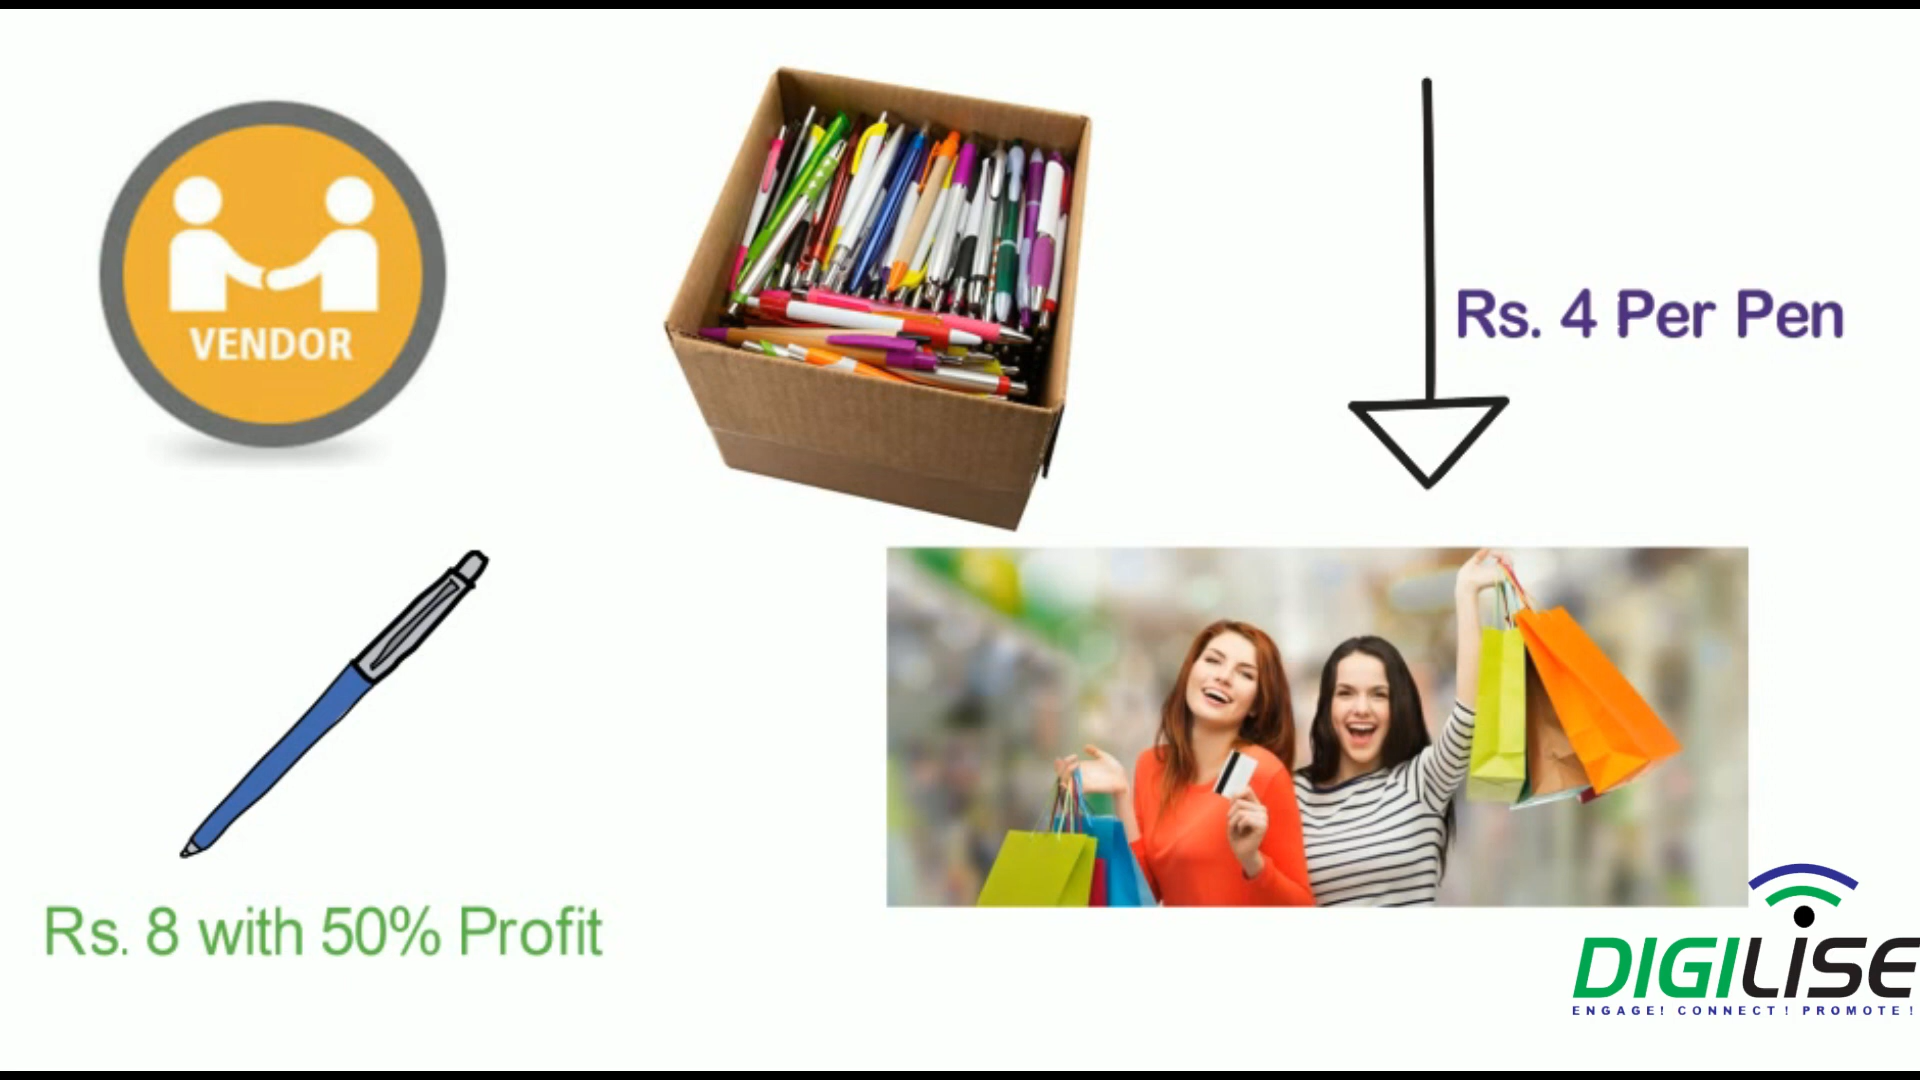 VENDOR
Rs. 4 Per Pen
Rs. 8 with 50% Profit
DIGILISE
ENGAGE! CONNECT! PROMOTE!